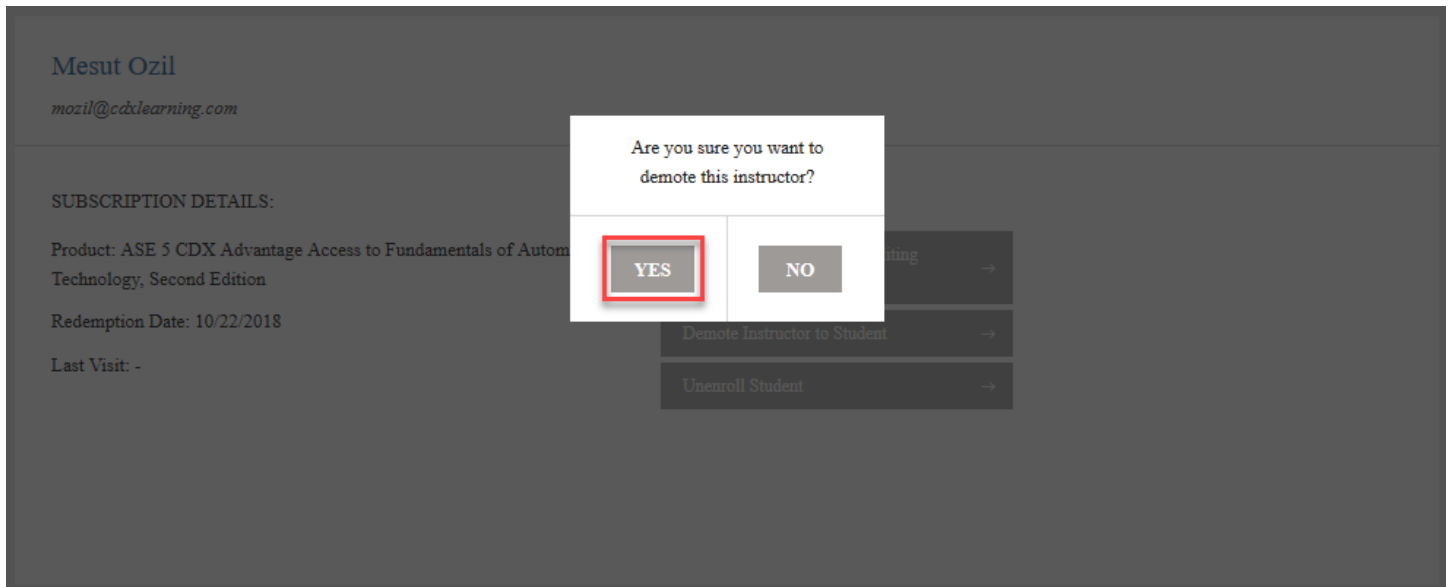 Mesut Ozil
mozil@cdxlearning.com
Are you sure you want to
demote this instructor?
YES
NO
SUBSCRIPTION DETAILS:
Product: ASE 5 CDX Advantage Access to Fundamentals of Autom
Technology, Second Edition
Redemption Date: 10/22/2018
Last Visit: -
→
Demote Instructor to Student →
Unenroll Student →